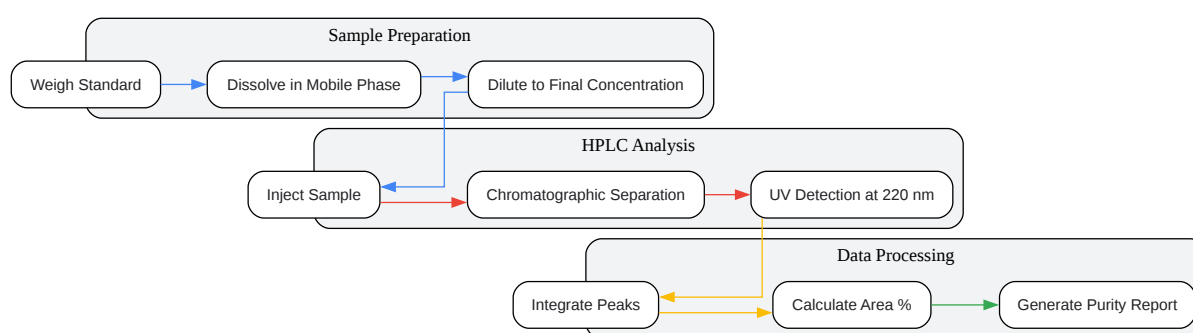 Sample Preparation
Weigh Standard
Dissolve in Mobile Phase
Dilute to Final Concentration
HPLC Analysis
Inject Sample
Chromatographic Separation
UV Detection at 220 nm
Data Processing
Integrate Peaks
Calculate Area %
Generate Purity Report